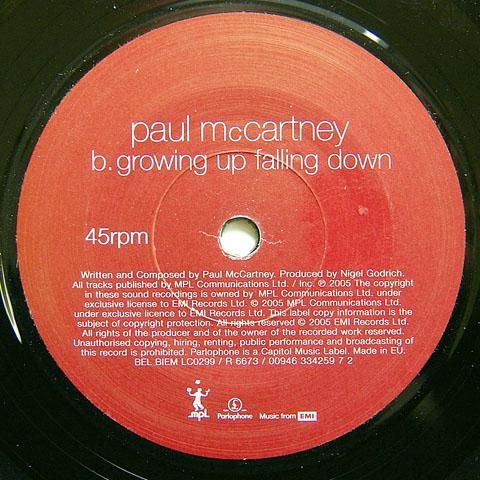 paul mccartney
b. growing up falling down
45rpm
Written and Composed by Paul McCartney. Produced by Nigel Godrich.
All tracks published by MPL Communications Ltd. / Inc. ℗ 2005 The copyright
in these sound recordings is owned by MPL Communications Ltd. under
exclusive license to EMI Records Ltd. © 2005 MPL Communications Ltd.
under exclusive licence to EMI Records Ltd. This label copy information is the
subject of copyright protection. All rights reserved © 2005 EMI Records Ltd.
All rights of the producer and of the owner of the recorded work reserved.
Unauthorised copying, hiring, renting, public performance and broadcasting of
this record is prohibited. Parlophone is a Capitol Music Label. Made in EU.
BEL BIEM LC0299 / R 6673 / 00946 334259 7 2
mpl Parlophone Music from EMI